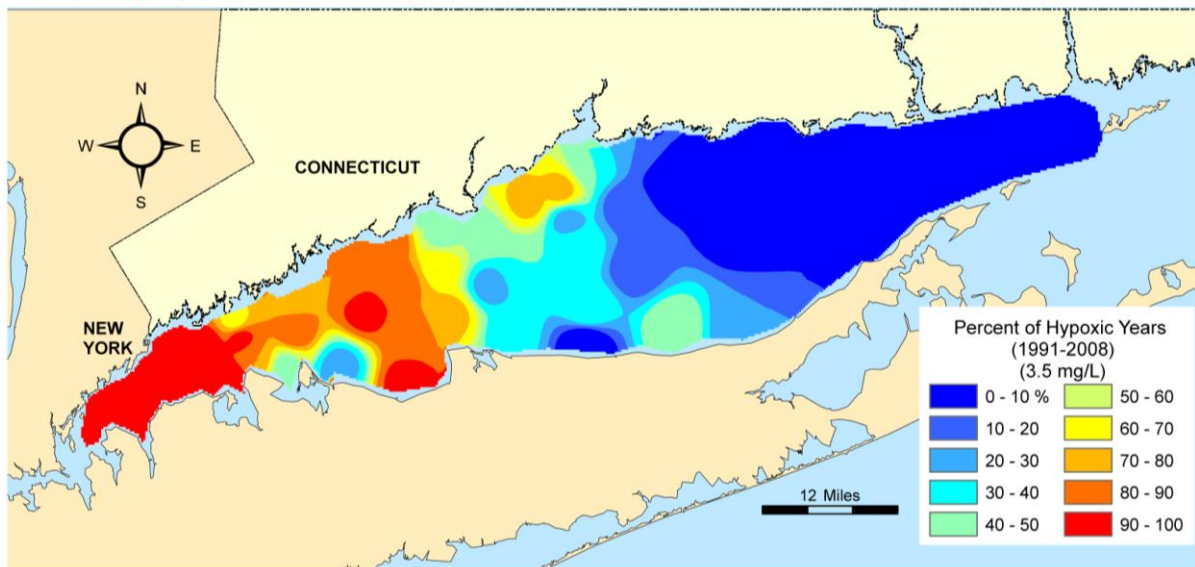 N
W
E
S
CONNECTICUT
NEW
YORK
Percent of Hypoxic Years
(1991-2008)
(3.5 mg/L)
0 - 10 %
10 - 20
20 - 30
30 - 40
40 - 50
50 - 60
60 - 70
70 - 80
80 - 90
90 - 100
12 Miles